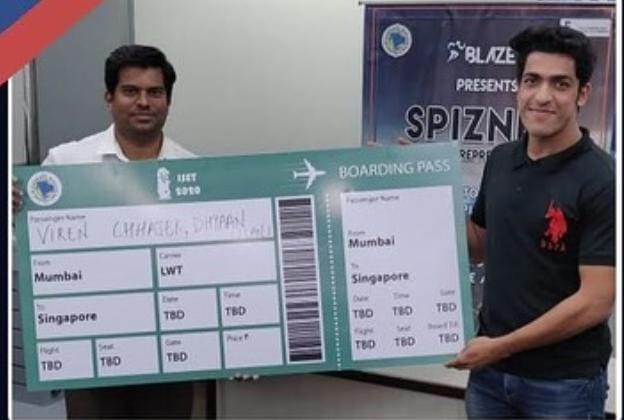 BLAZE
PRESENTS
SPIZN
IIST
2020
BOARDING PASS
Passenger Name
VIREN CHHAJER, DHYAAN
From
Mumbai
Carrier
LWT
To
Singapore
Date
TBD
Time
TBD
Flight
TBD
Seat
TBD
Gate
TBD
Price ₹
Passenger Name
From
Mumbai
To
Singapore
Date
TBD
Time
TBD
Gate
TBD
Flight
TBD
Seat
TBD
Board Till
TBD